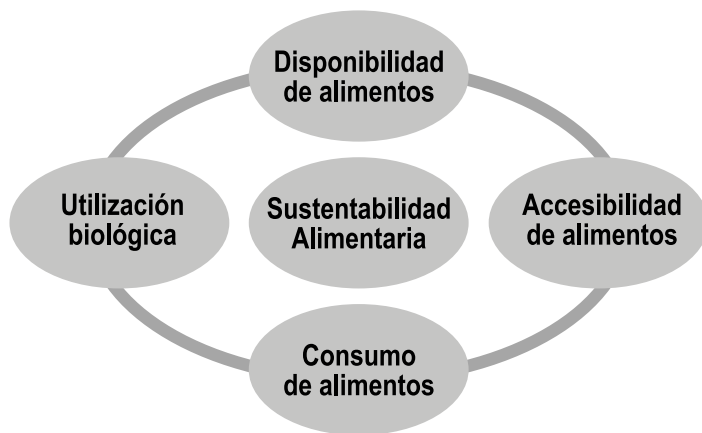 Disponibilidad
de alimentos
Utilización
biológica
Sustentabilidad
Alimentaria
Accesibilidad
de alimentos
Consumo
de alimentos